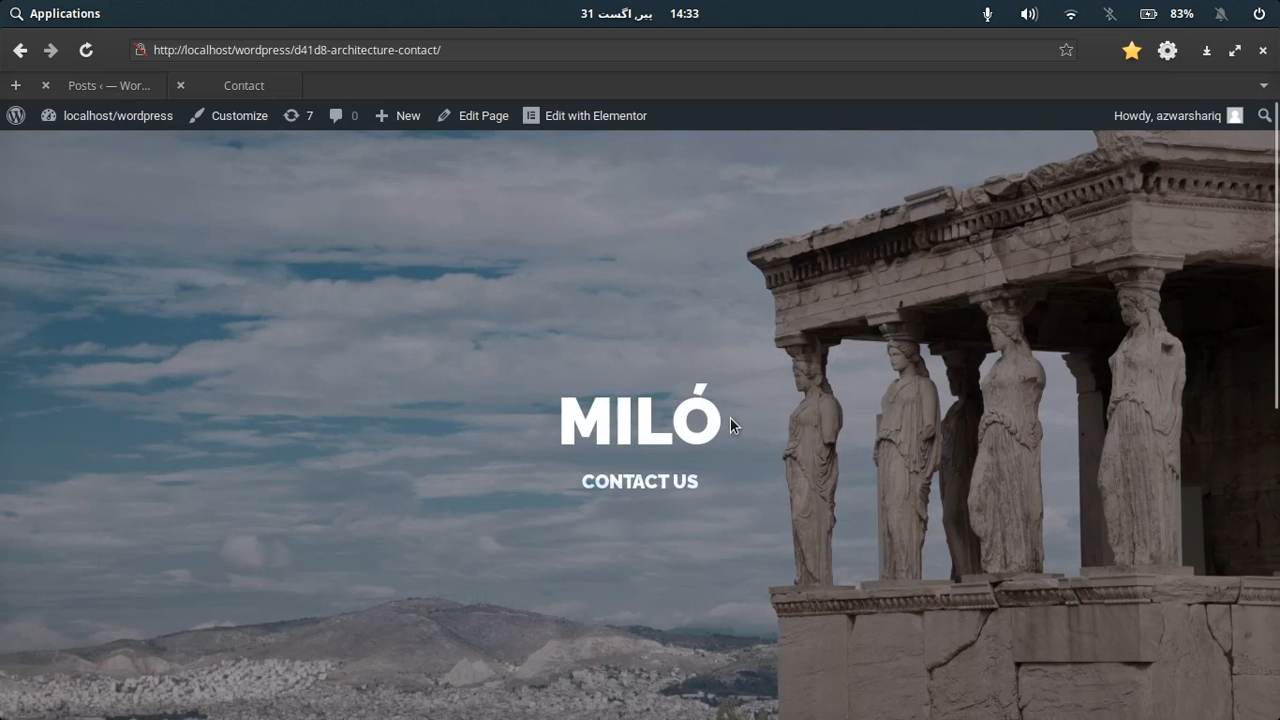 Applications
پیر, اگست 31 14:33
83%
http://localhost/wordpress/d41d8-architecture-contact/
Posts ‹ — Wor...
Contact
localhost/wordpress
Customize
7
0
New
Edit Page
Edit with Elementor
Howdy, azwarshariq
MILÓ
CONTACT US